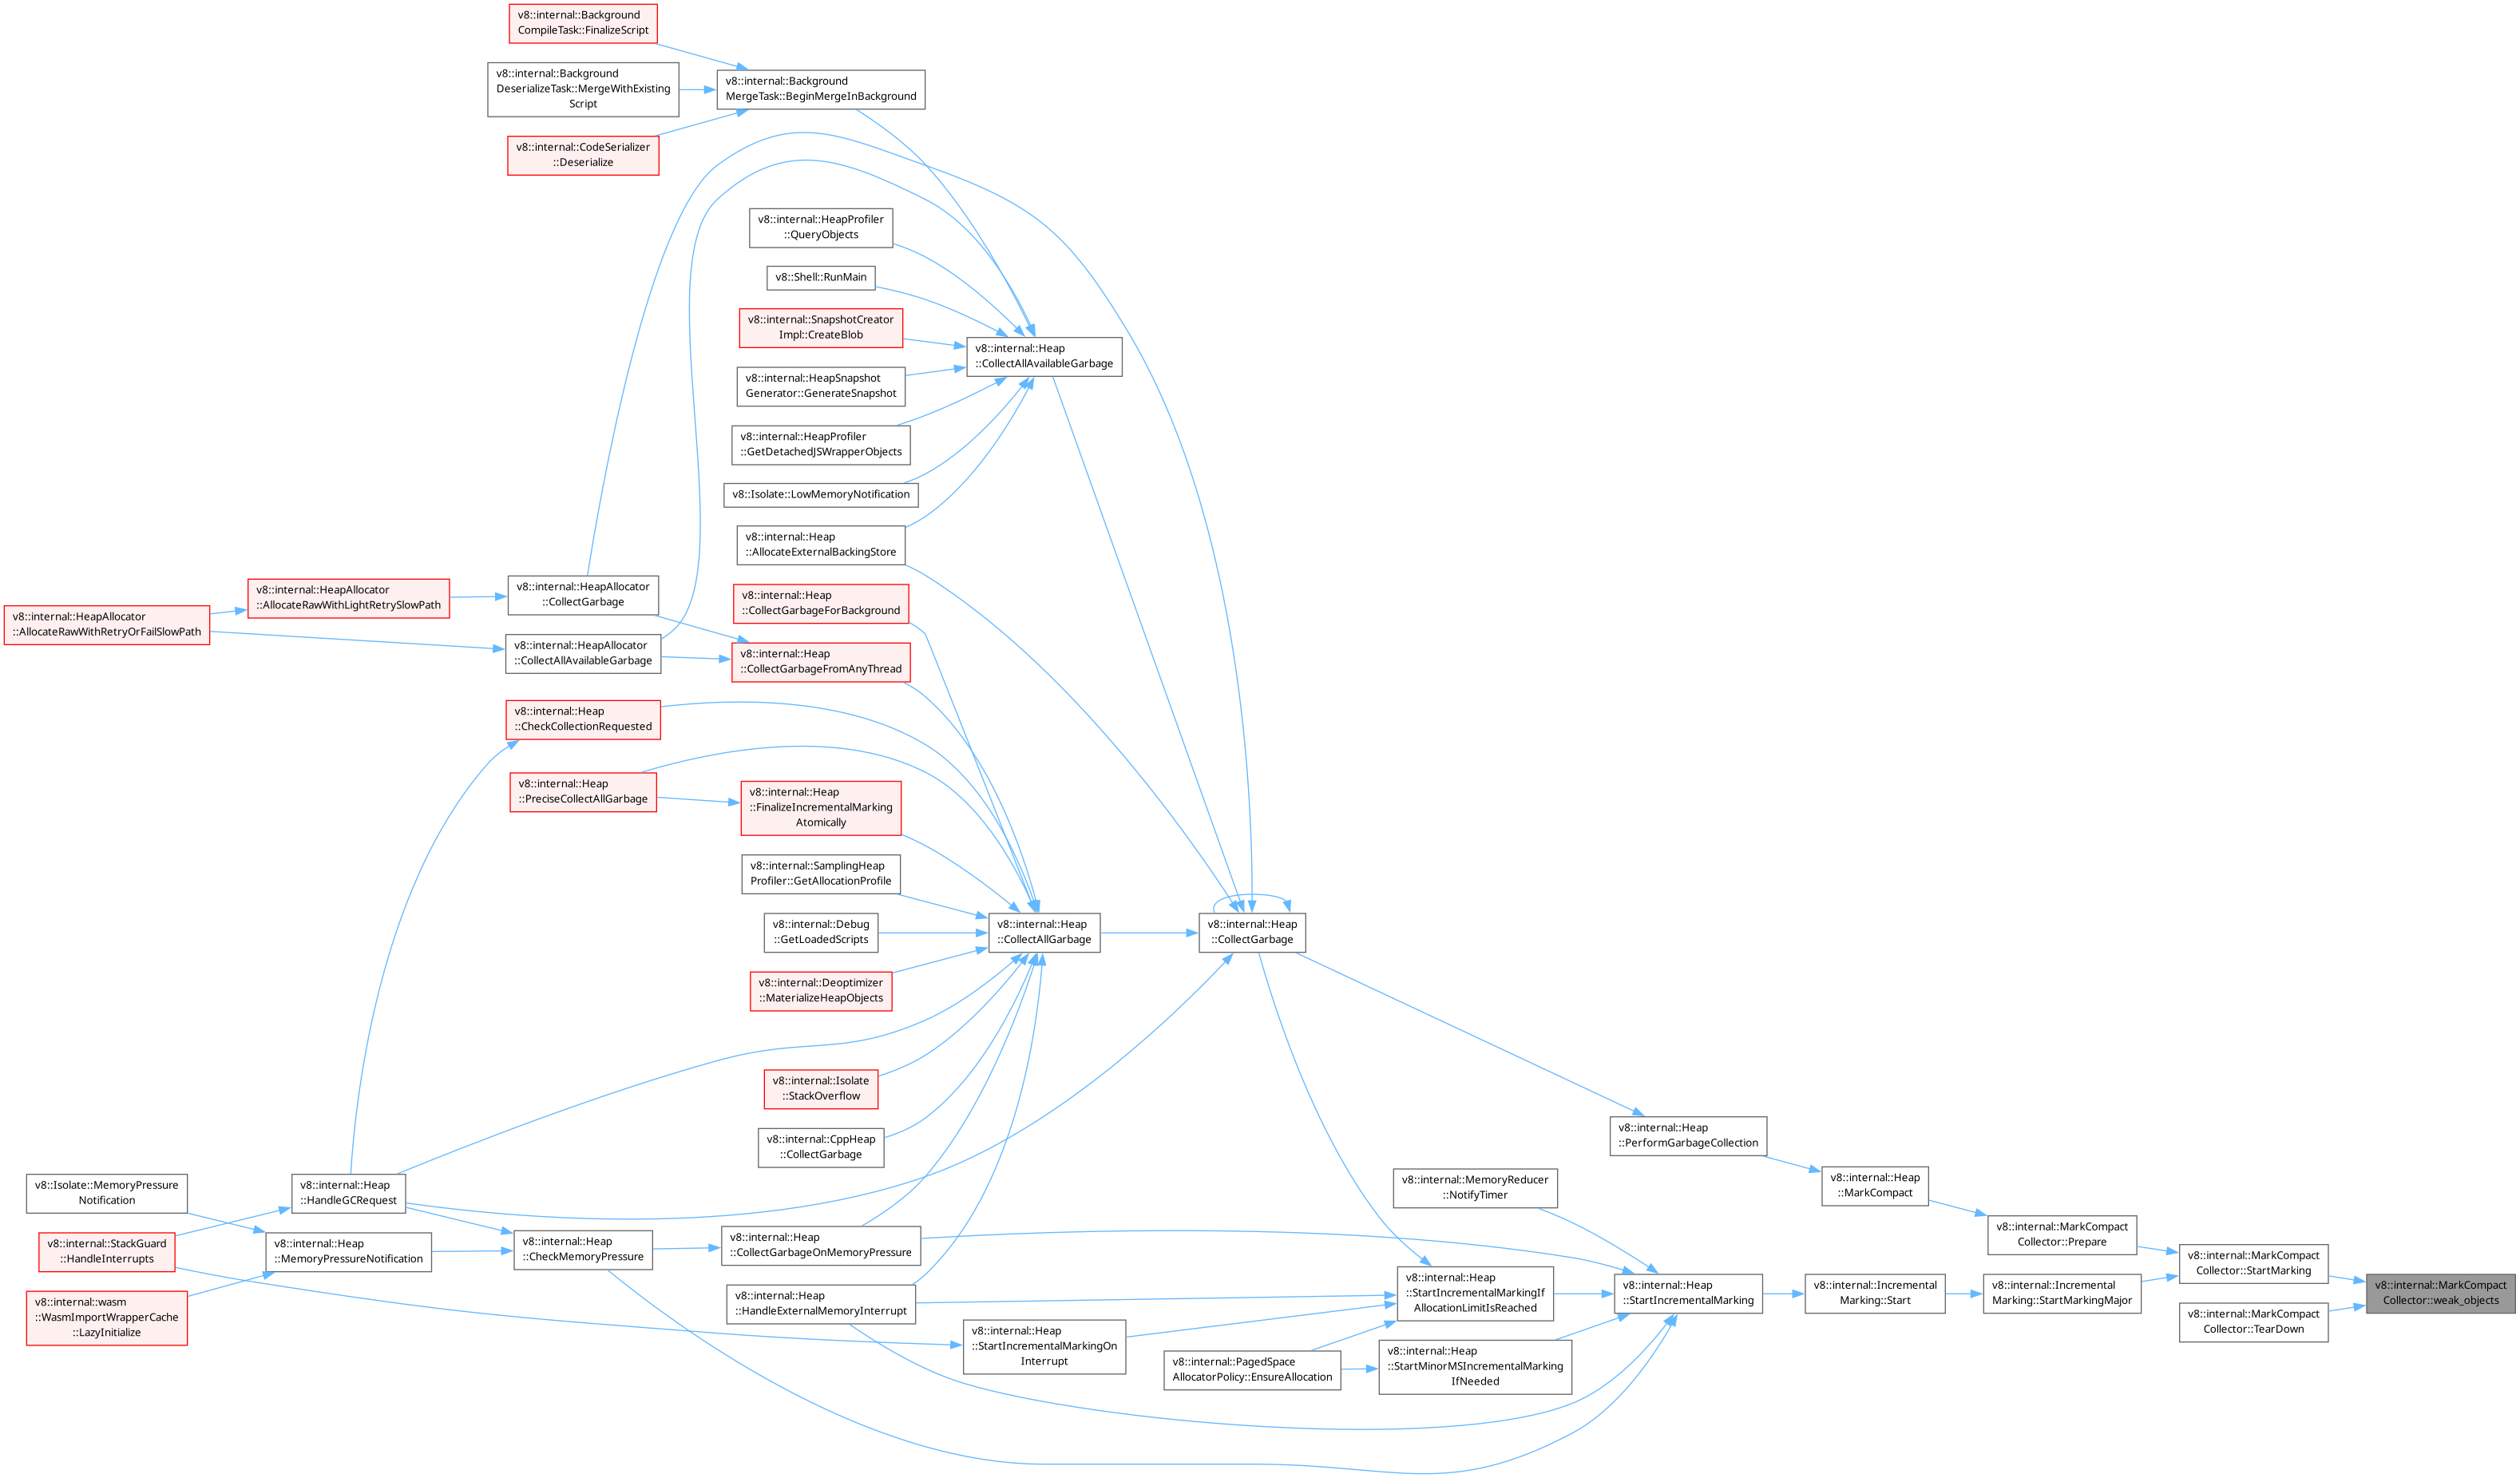 v8::internal::Background
CompileTask::FinalizeScript
v8::internal::Background
DeserializeTask::MergeWithExisting
Script
v8::internal::CodeSerializer
::Deserialize
v8::internal::Background
MergeTask::BeginMergeInBackground
v8::internal::HeapProfiler
::QueryObjects
v8::Shell::RunMain
v8::internal::SnapshotCreator
Impl::CreateBlob
v8::internal::HeapSnapshot
Generator::GenerateSnapshot
v8::internal::HeapProfiler
::GetDetachedJSWrapperObjects
v8::Isolate::LowMemoryNotification
v8::internal::Heap
::AllocateExternalBackingStore
v8::internal::Heap
::CollectAllAvailableGarbage
v8::internal::HeapAllocator
::AllocateRawWithRetryOrFailSlowPath
v8::internal::HeapAllocator
::AllocateRawWithLightRetrySlowPath
v8::internal::HeapAllocator
::CollectGarbage
v8::internal::HeapAllocator
::CollectAllAvailableGarbage
v8::internal::Heap
::CollectGarbageForBackground
v8::internal::Heap
::CollectGarbageFromAnyThread
v8::internal::Heap
::CheckCollectionRequested
v8::internal::Heap
::PreciseCollectAllGarbage
v8::internal::Heap
::FinalizeIncrementalMarking
Atomically
v8::internal::SamplingHeap
Profiler::GetAllocationProfile
v8::internal::Debug
::GetLoadedScripts
v8::internal::Deoptimizer
::MaterializeHeapObjects
v8::internal::Isolate
::StackOverflow
v8::internal::CppHeap
::CollectGarbage
v8::internal::Heap
::CollectAllGarbage
v8::internal::Heap
::CollectGarbage
v8::Isolate::MemoryPressure
Notification
v8::internal::StackGuard
::HandleInterrupts
v8::internal::wasm
::WasmImportWrapperCache
::LazyInitialize
v8::internal::Heap
::HandleGCRequest
v8::internal::Heap
::MemoryPressureNotification
v8::internal::Heap
::CheckMemoryPressure
v8::internal::Heap
::CollectGarbageOnMemoryPressure
v8::internal::Heap
::HandleExternalMemoryInterrupt
v8::internal::Heap
::StartIncrementalMarkingOn
Interrupt
v8::internal::PagedSpace
AllocatorPolicy::EnsureAllocation
v8::internal::MemoryReducer
::NotifyTimer
v8::internal::Heap
::StartIncrementalMarkingIf
AllocationLimitIsReached
v8::internal::Heap
::StartMinorMSIncrementalMarking
IfNeeded
v8::internal::Heap
::PerformGarbageCollection
v8::internal::Heap
::StartIncrementalMarking
v8::internal::Heap
::MarkCompact
v8::internal::Incremental
Marking::Start
v8::internal::MarkCompact
Collector::Prepare
v8::internal::Incremental
Marking::StartMarkingMajor
v8::internal::MarkCompact
Collector::StartMarking
v8::internal::MarkCompact
Collector::TearDown
v8::internal::MarkCompact
Collector::weak_objects